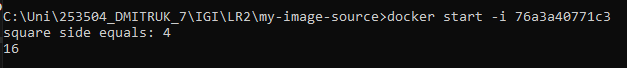 C:\Uni\253504_DMITRUK_7\IGI\LR2\my-image-source>docker start -i 76a3a40771c3
square side equals: 4
16